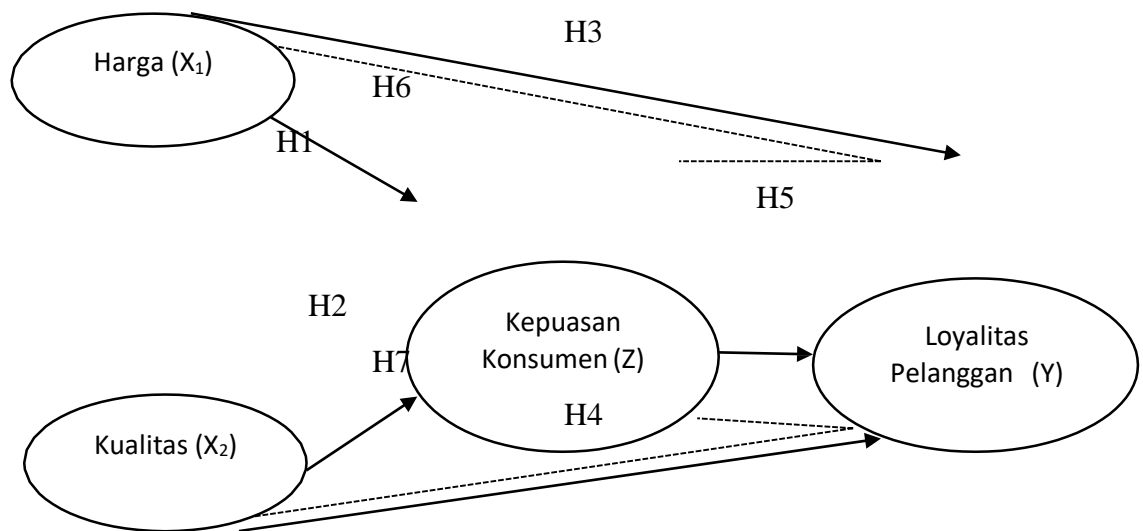 H3
Harga (X₁)
H6
H1
H5
H2
Kepuasan
Konsumen (Z)
Loyalitas
Pelanggan (Y)
H7
H4
Kualitas (X₂)